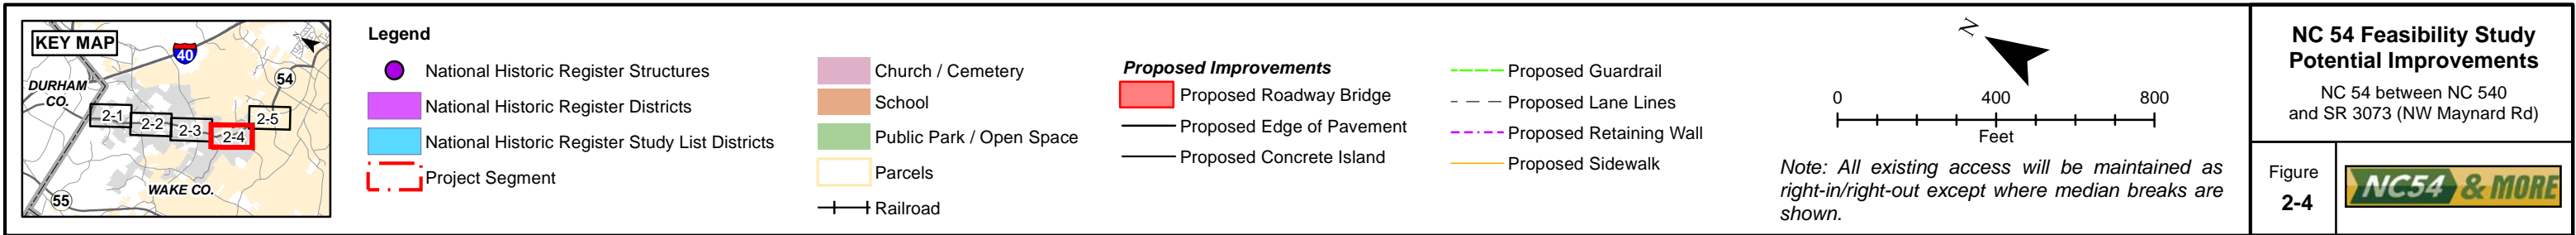 KEY MAP
40
DURHAM
CO.
54
2-1
2-2
2-3
2-4
2-5
WAKE CO.
55
Legend
National Historic Register Structures
National Historic Register Districts
National Historic Register Study List Districts
Project Segment
Church / Cemetery
School
Public Park / Open Space
Parcels
Railroad
Proposed Improvements
Proposed Roadway Bridge
Proposed Edge of Pavement
Proposed Concrete Island
Proposed Guardrail
Proposed Lane Lines
Proposed Retaining Wall
Proposed Sidewalk
N
0 400 800
Feet
Note: All existing access will be maintained as
right-in/right-out except where median breaks are
shown.
NC 54 Feasibility Study
Potential Improvements
NC 54 between NC 540
and SR 3073 (NW Maynard Rd)
Figure
2-4
NC54 & MORE